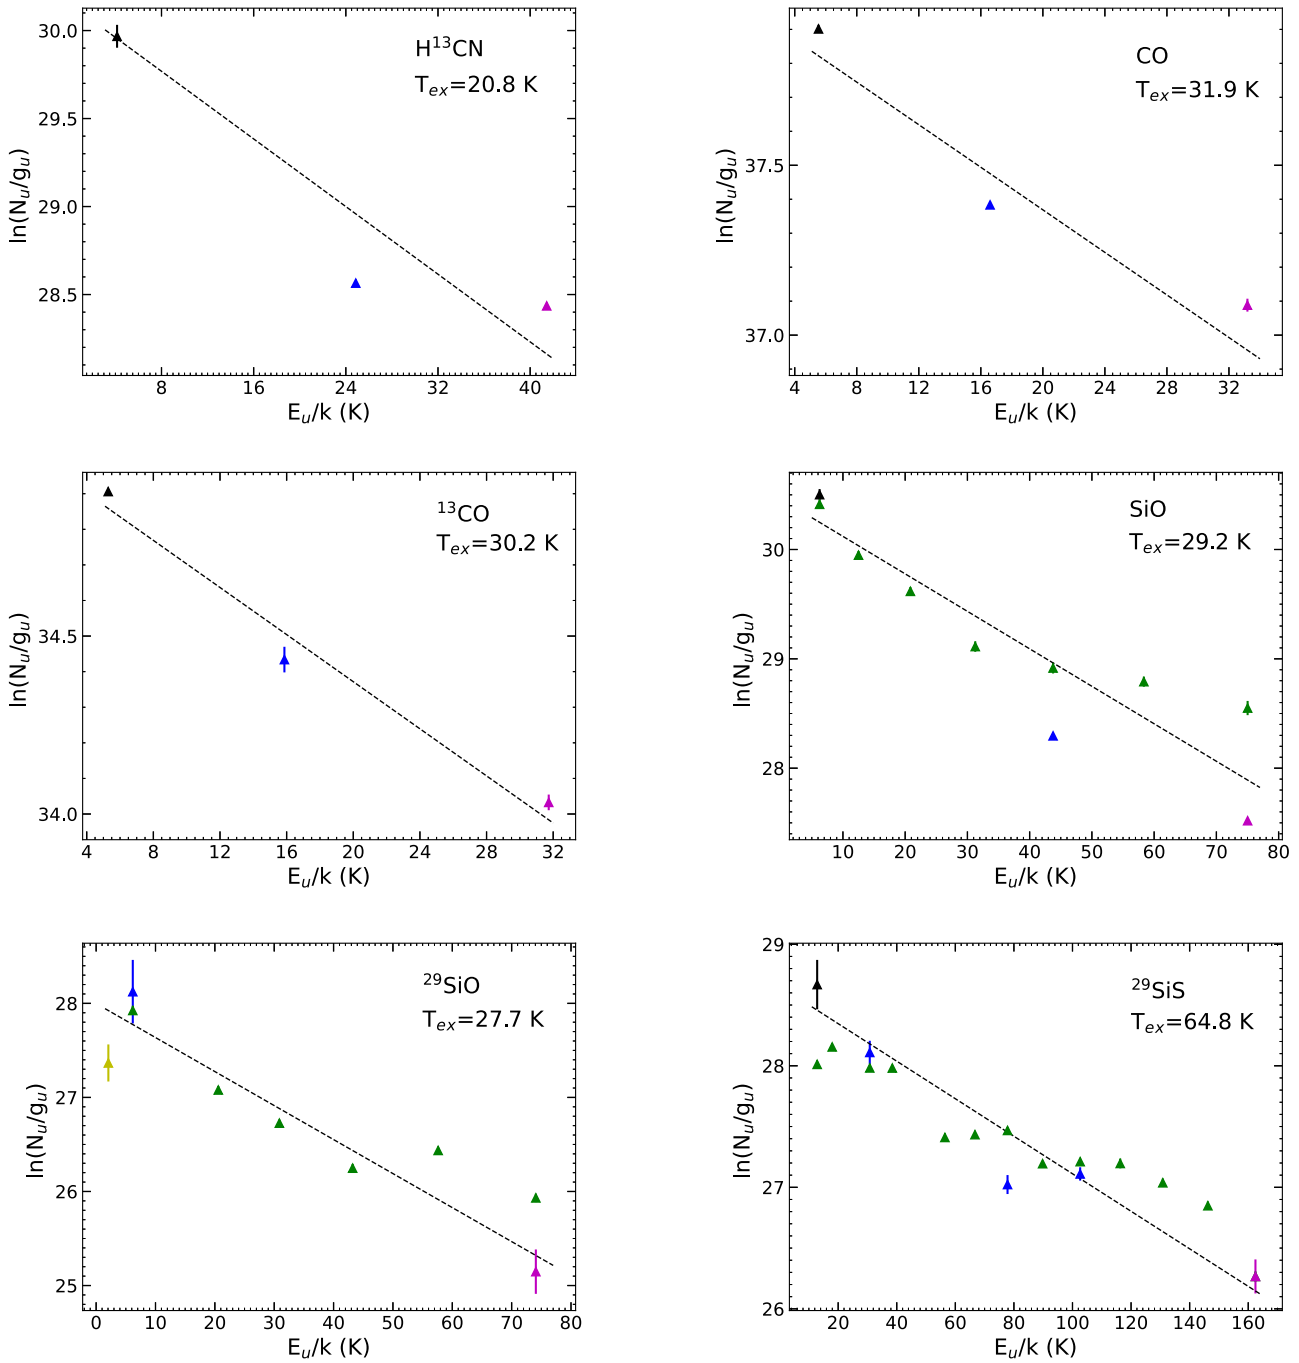 H¹³CN
Tₑₓ=20.8 K
ln(Nᵤ/gᵤ)
30.0
29.5
29.0
28.5
8 16 24 32 40
Eᵤ/k (K)
CO
Tₑₓ=31.9 K
ln(Nᵤ/gᵤ)
37.5
37.0
4 8 12 16 20 24 28 32
Eᵤ/k (K)
¹³CO
Tₑₓ=30.2 K
ln(Nᵤ/gᵤ)
34.5
34.0
4 8 12 16 20 24 28 32
Eᵤ/k (K)
SiO
Tₑₓ=29.2 K
ln(Nᵤ/gᵤ)
30
29
28
10 20 30 40 50 60 70 80
Eᵤ/k (K)
²⁹SiO
Tₑₓ=27.7 K
ln(Nᵤ/gᵤ)
28
27
26
25
0 10 20 30 40 50 60 70 80
Eᵤ/k (K)
²⁹SiS
Tₑₓ=64.8 K
ln(Nᵤ/gᵤ)
29
28
27
26
20 40 60 80 100 120 140 160
Eᵤ/k (K)